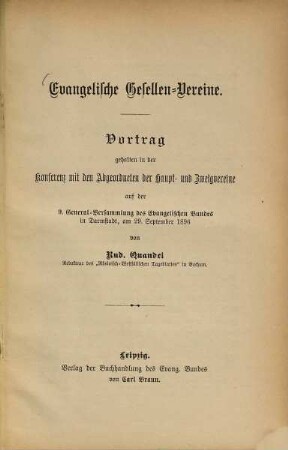 Evangelische Gesellen-Vereine.
Vortrag
gehalten in der
Konferenz mit den Abgeordneten der Haupt- und Zweigvereine
auf der
9. General-Versammlung des Evangelischen Bundes
in Darmstadt, am 29. September 1896
von
Rud. Quandel
Redakteur des „Rheinisch-Westfälischen Tageblattes" in Bochum.
Leipzig.
Verlag der Buchhandlung des Evang. Bundes
von Carl Braun.